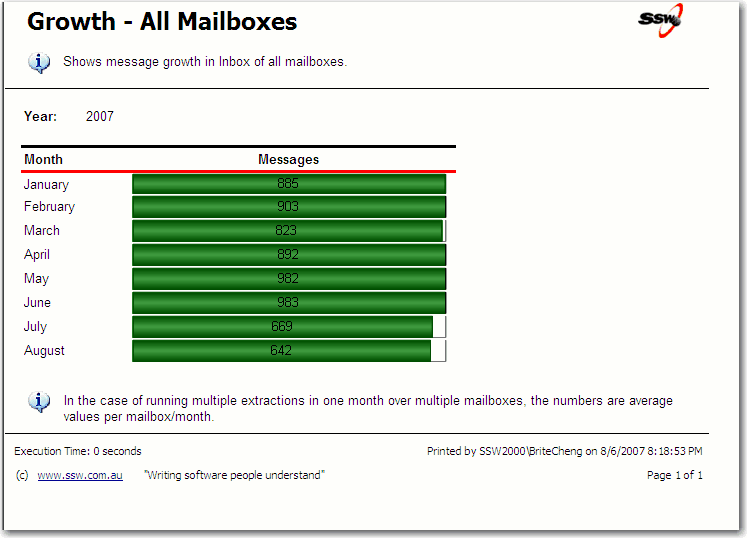 Growth - All Mailboxes
SSW
Shows message growth in Inbox of all mailboxes.
Year: 2007
Month Messages
January 885
February 903
March 823
April 892
May 982
June 983
July 669
August 642
In the case of running multiple extractions in one month over multiple mailboxes, the numbers are average
values per mailbox/month.
Execution Time: 0 seconds Printed by SSW2000\BriteCheng on 8/6/2007 8:18:53 PM
(c) www.ssw.com.au "Writing software people understand" Page 1 of 1